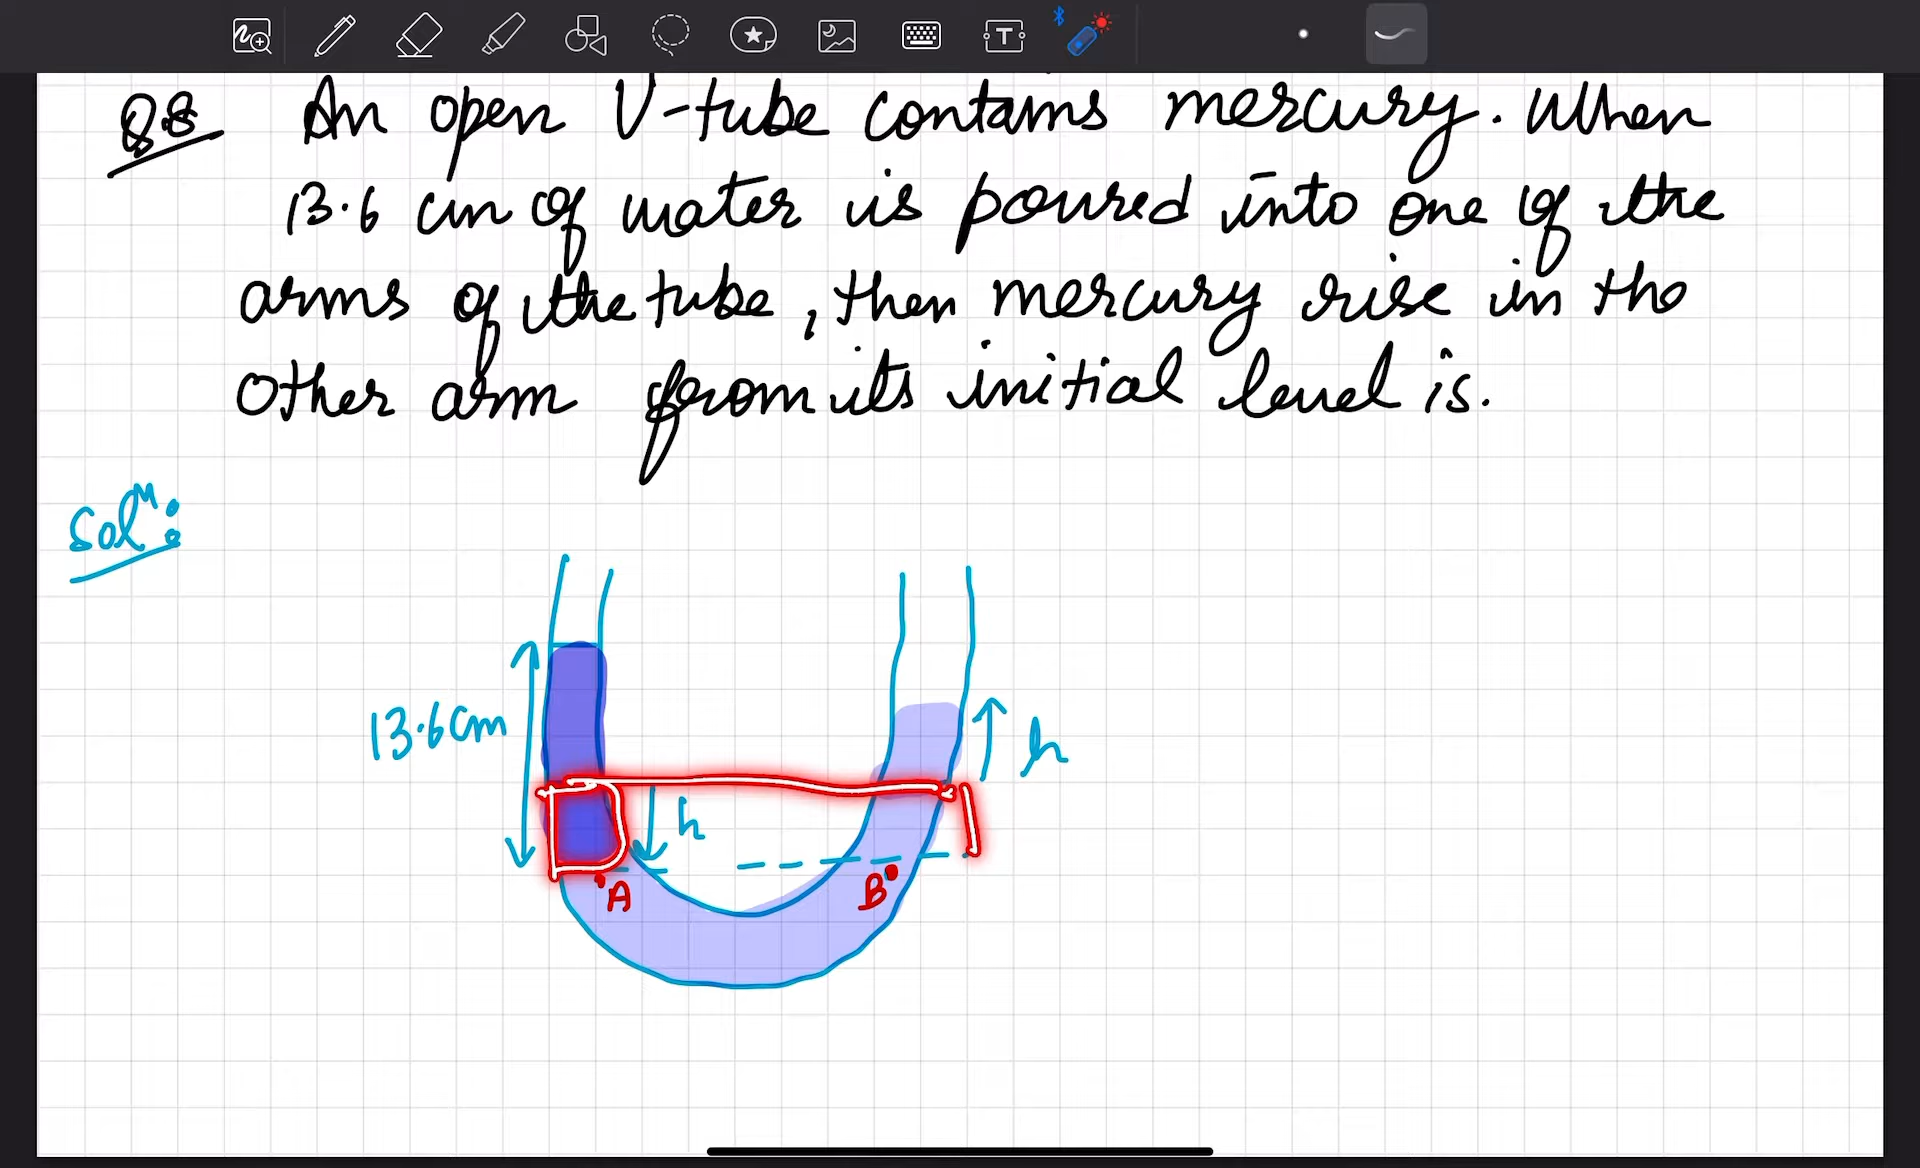 Q8 An open U-tube contains mercury. When
13.6 cm of water is poured into one of the
arms of the tube, then mercury rise in the
other arm from its initial level is.
Solⁿ:
13.6cm
h
h
A
B